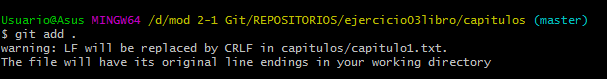 Usuario@Asus MINGW64 /d/mod 2-1 Git/REPOSITORIOS/ejercicio03libro/capitulos (master)
$ git add .
warning: LF will be replaced by CRLF in capitulos/capitulo1.txt.
The file will have its original line endings in your working directory